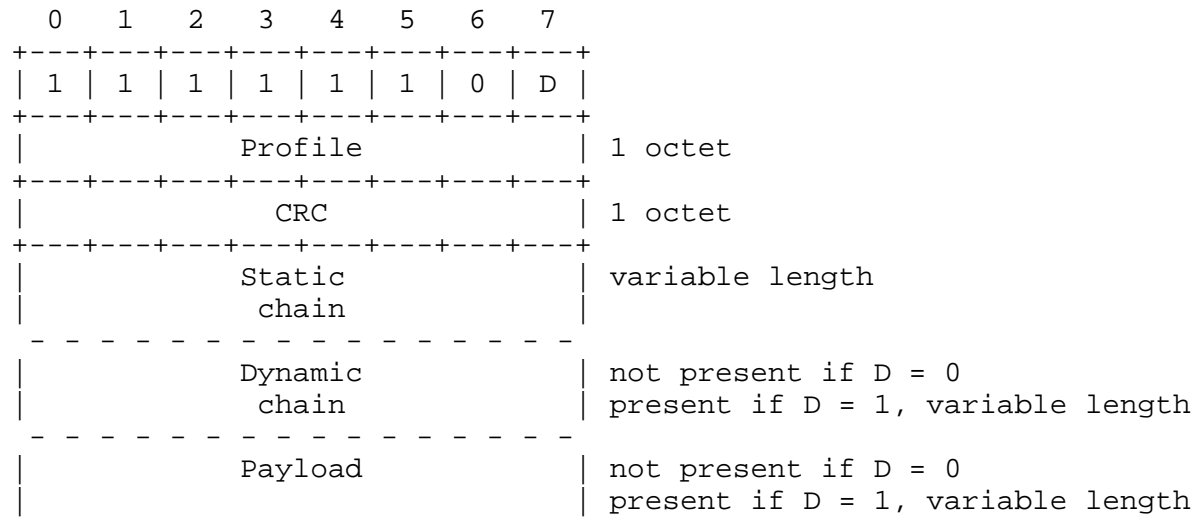 0   1   2   3   4   5   6   7
+---+---+---+---+---+---+---+---+
| 1 | 1 | 1 | 1 | 1 | 1 | 0 | D |
+---+---+---+---+---+---+---+---+
|            Profile            | 1 octet
+---+---+---+---+---+---+---+---+
|              CRC              | 1 octet
+---+---+---+---+---+---+---+---+
|            Static             | variable length
|             chain             |
 - - - - - - - - - - - - - - - -
|            Dynamic            | not present if D = 0
|             chain             | present if D = 1, variable length
 - - - - - - - - - - - - - - - -
|            Payload            | not present if D = 0
|                               | present if D = 1, variable length